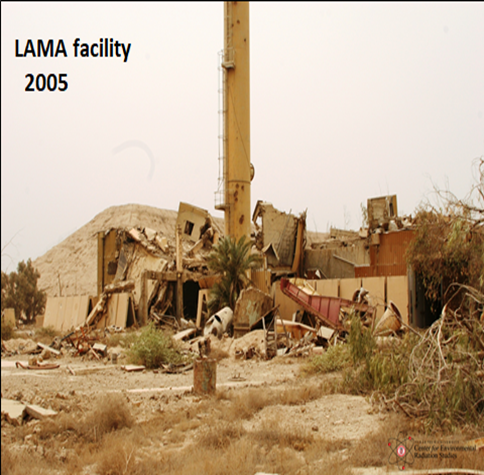 LAMA facility
2005
Center for Environmental
Radiation Studies